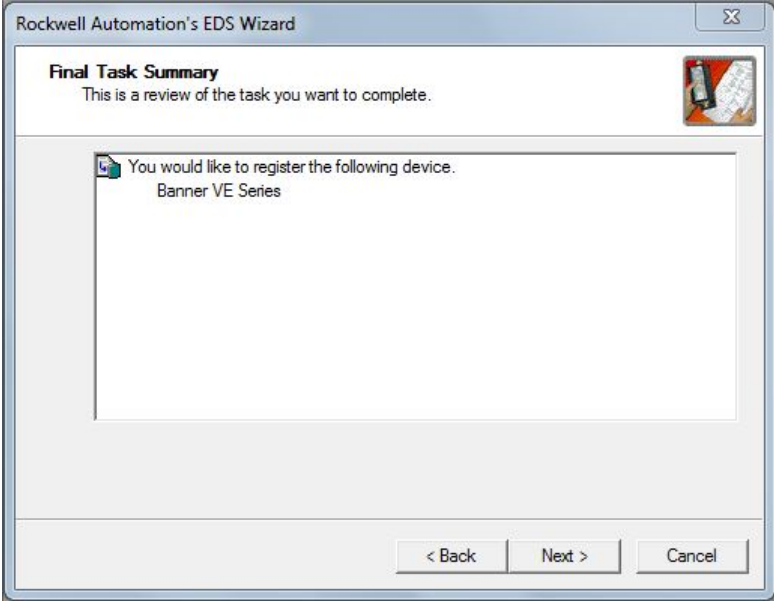 Rockwell Automation's EDS Wizard
Final Task Summary
This is a review of the task you want to complete.
You would like to register the following device.
Banner VE Series
< Back
Next >
Cancel